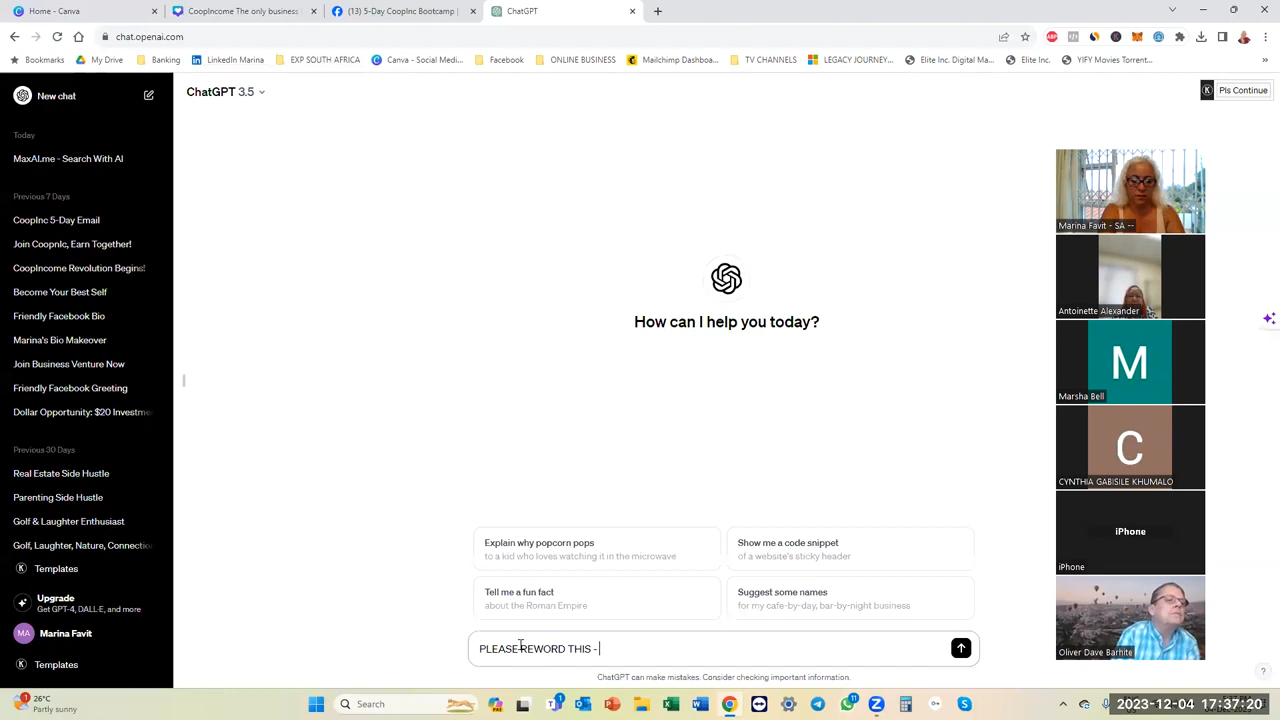 Home - Canva
CoopIncome The only business
(13) 5-Day CoopInc Bootcamp |
ChatGPT
chat.openai.com
Bookmarks
My Drive
Banking
LinkedIn Marina
EXP SOUTH AFRICA
Canva - Social Medi...
Facebook
ONLINE BUSINESS
Mailchimp Dashboa...
TV CHANNELS
LEGACY JOURNEY...
Elite Inc. Digital Ma...
Elite Inc.
YIFY Movies Torrent...
»
New chat
ChatGPT 3.5
Pls Continue
Today
MaxAI.me - Search With AI
Previous 7 Days
CoopInc 5-Day Email
Join CoopnIc, Earn Together!
CoopIncome Revolution Begins!
Become Your Best Self
Friendly Facebook Bio
Marina's Bio Makeover
Join Business Venture Now
Friendly Facebook Greeting
Dollar Opportunity: $20 Investme
Previous 30 Days
Real Estate Side Hustle
Parenting Side Hustle
Golf & Laughter Enthusiast
Golf, Laughter, Nature, Connectio
Templates
Upgrade
Get GPT-4, DALL·E, and more
MA
Marina Favit
Templates
How can I help you today?
Explain why popcorn pops
to a kid who loves watching it in the microwave
Show me a code snippet
of a website's sticky header
Tell me a fun fact
about the Roman Empire
Suggest some names
for my cafe-by-day, bar-by-night business
PLEASE REWORD THIS -
ChatGPT can make mistakes. Consider checking important information.
?
Marina Favit - SA --
Antoinette Alexander
M
Marsha Bell
C
CYNTHIA GABISILE KHUMALO
iPhone
iPhone
Oliver Dave Barhite
26°C
Partly sunny
Search
2023-12-04 17:37:20